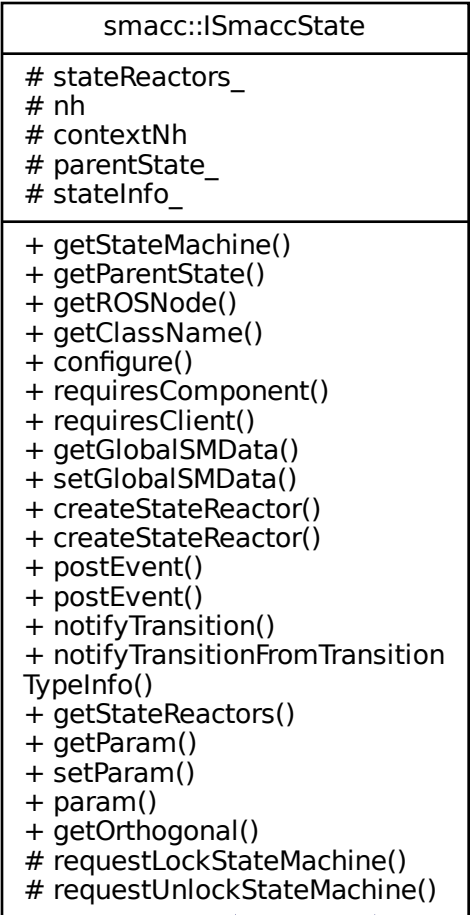 smacc::ISmaccState
# stateReactors_
# nh
# contextNh
# parentState_
# stateInfo_
+ getStateMachine()
+ getParentState()
+ getROSNode()
+ getClassName()
+ configure()
+ requiresComponent()
+ requiresClient()
+ getGlobalSMData()
+ setGlobalSMData()
+ createStateReactor()
+ createStateReactor()
+ postEvent()
+ postEvent()
+ notifyTransition()
+ notifyTransitionFromTransition
TypeInfo()
+ getStateReactors()
+ getParam()
+ setParam()
+ param()
+ getOrthogonal()
# requestLockStateMachine()
# requestUnlockStateMachine()